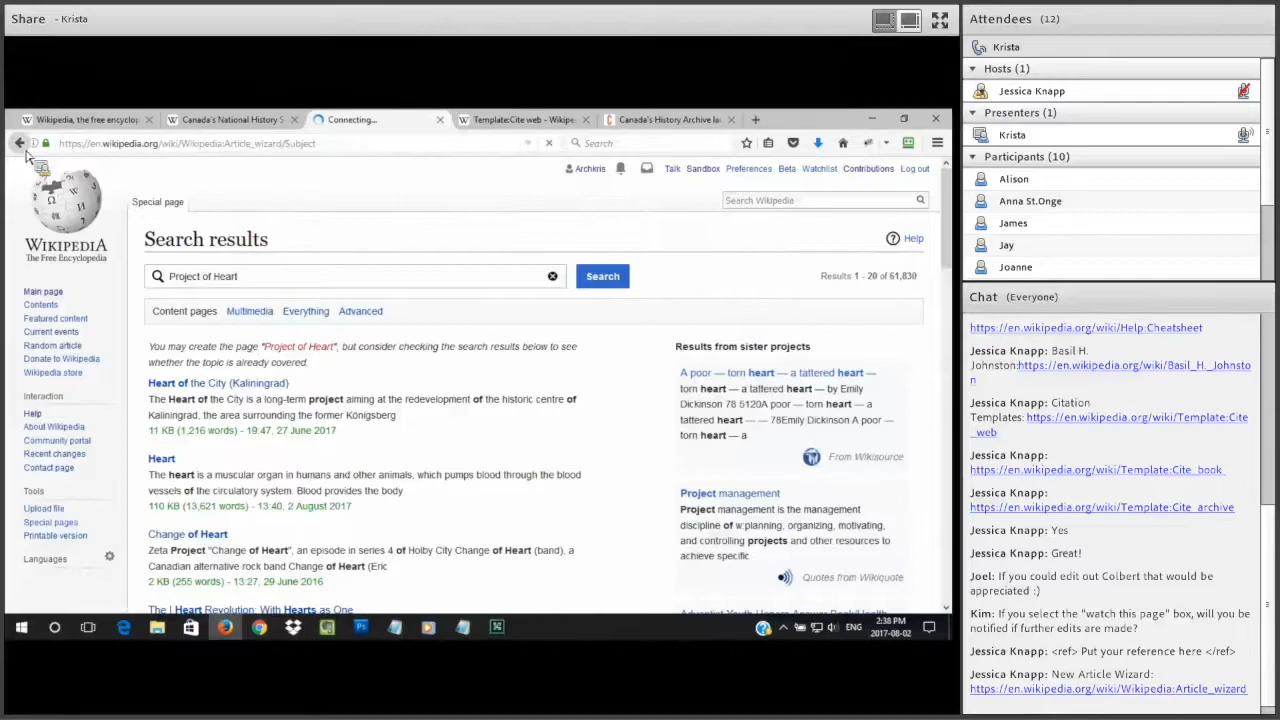 Share - Krista
Wikipedia, the free encyclop
Canada's National History S
Connecting...
Template:Cite web - Wikipe
Canada's History Archive la
https://en.wikipedia.org/wiki/Wikipedia:Article_wizard/Subject
Search
Archkris
Talk Sandbox Preferences Beta Watchlist Contributions Log out
WIKIPEDIA
The Free Encyclopedia
Main page
Contents
Featured content
Current events
Random article
Donate to Wikipedia
Wikipedia store
Interaction
Help
About Wikipedia
Community portal
Recent changes
Contact page
Tools
Upload file
Special pages
Printable version
Languages
Special page
Search Wikipedia
Search results
Help
Project of Heart
Search
Results 1 - 20 of 61,830
Content pages Multimedia Everything Advanced
You may create the page "Project of Heart", but consider checking the search results below to see
whether the topic is already covered.
Heart of the City (Kaliningrad)
The Heart of the City is a long-term project aiming at the redevelopment of the historic centre of
Kaliningrad, the area surrounding the former Königsberg
11 KB (1,216 words) - 19:47, 27 June 2017
Heart
The heart is a muscular organ in humans and other animals, which pumps blood through the blood
vessels of the circulatory system. Blood provides the body
110 KB (13,621 words) - 13:40, 2 August 2017
Change of Heart
Zeta Project "Change of Heart", an episode in series 4 of Holby City Change of Heart (band), a
Canadian alternative rock band Change of Heart (Eric
2 KB (255 words) - 13:27, 29 June 2016
The I Heart Revolution: With Hearts as One
Results from sister projects
A poor — torn heart — a tattered heart —
torn heart — a tattered heart — by Emily
Dickinson 78 5120A poor — torn heart — a
tattered heart — — 78Emily Dickinson A poor —
torn heart — a
From Wikisource
Project management
Project management is the management
discipline of w:planning, organizing, motivating,
and controlling projects and other resources to
achieve specific
Quotes from Wikiquote
Adventist Youth Honors Answer Book/Health
ENG
2:38 PM
2017-08-02
Attendees (12)
Krista
Hosts (1)
Jessica Knapp
Presenters (1)
Krista
Participants (10)
Alison
Anna St.Onge
James
Jay
Joanne
Chat (Everyone)
https://en.wikipedia.org/wiki/Help:Cheatsheet
Jessica Knapp: Basil H.
Johnston:https://en.wikipedia.org/wiki/Basil_H._Johnsto
n
Jessica Knapp: Citation
Templates: https://en.wikipedia.org/wiki/Template:Cite
_web
Jessica Knapp:
https://en.wikipedia.org/wiki/Template:Cite_book
Jessica Knapp:
https://en.wikipedia.org/wiki/Template:Cite_archive
Jessica Knapp: Yes
Jessica Knapp: Great!
Joel: If you could edit out Colbert that would be
appreciated :)
Kim: If you select the "watch this page" box, will you be
notified if further edits are made?
Jessica Knapp: <ref> Put your reference here </ref>
Jessica Knapp: New Article Wizard:
https://en.wikipedia.org/wiki/Wikipedia:Article_wizard